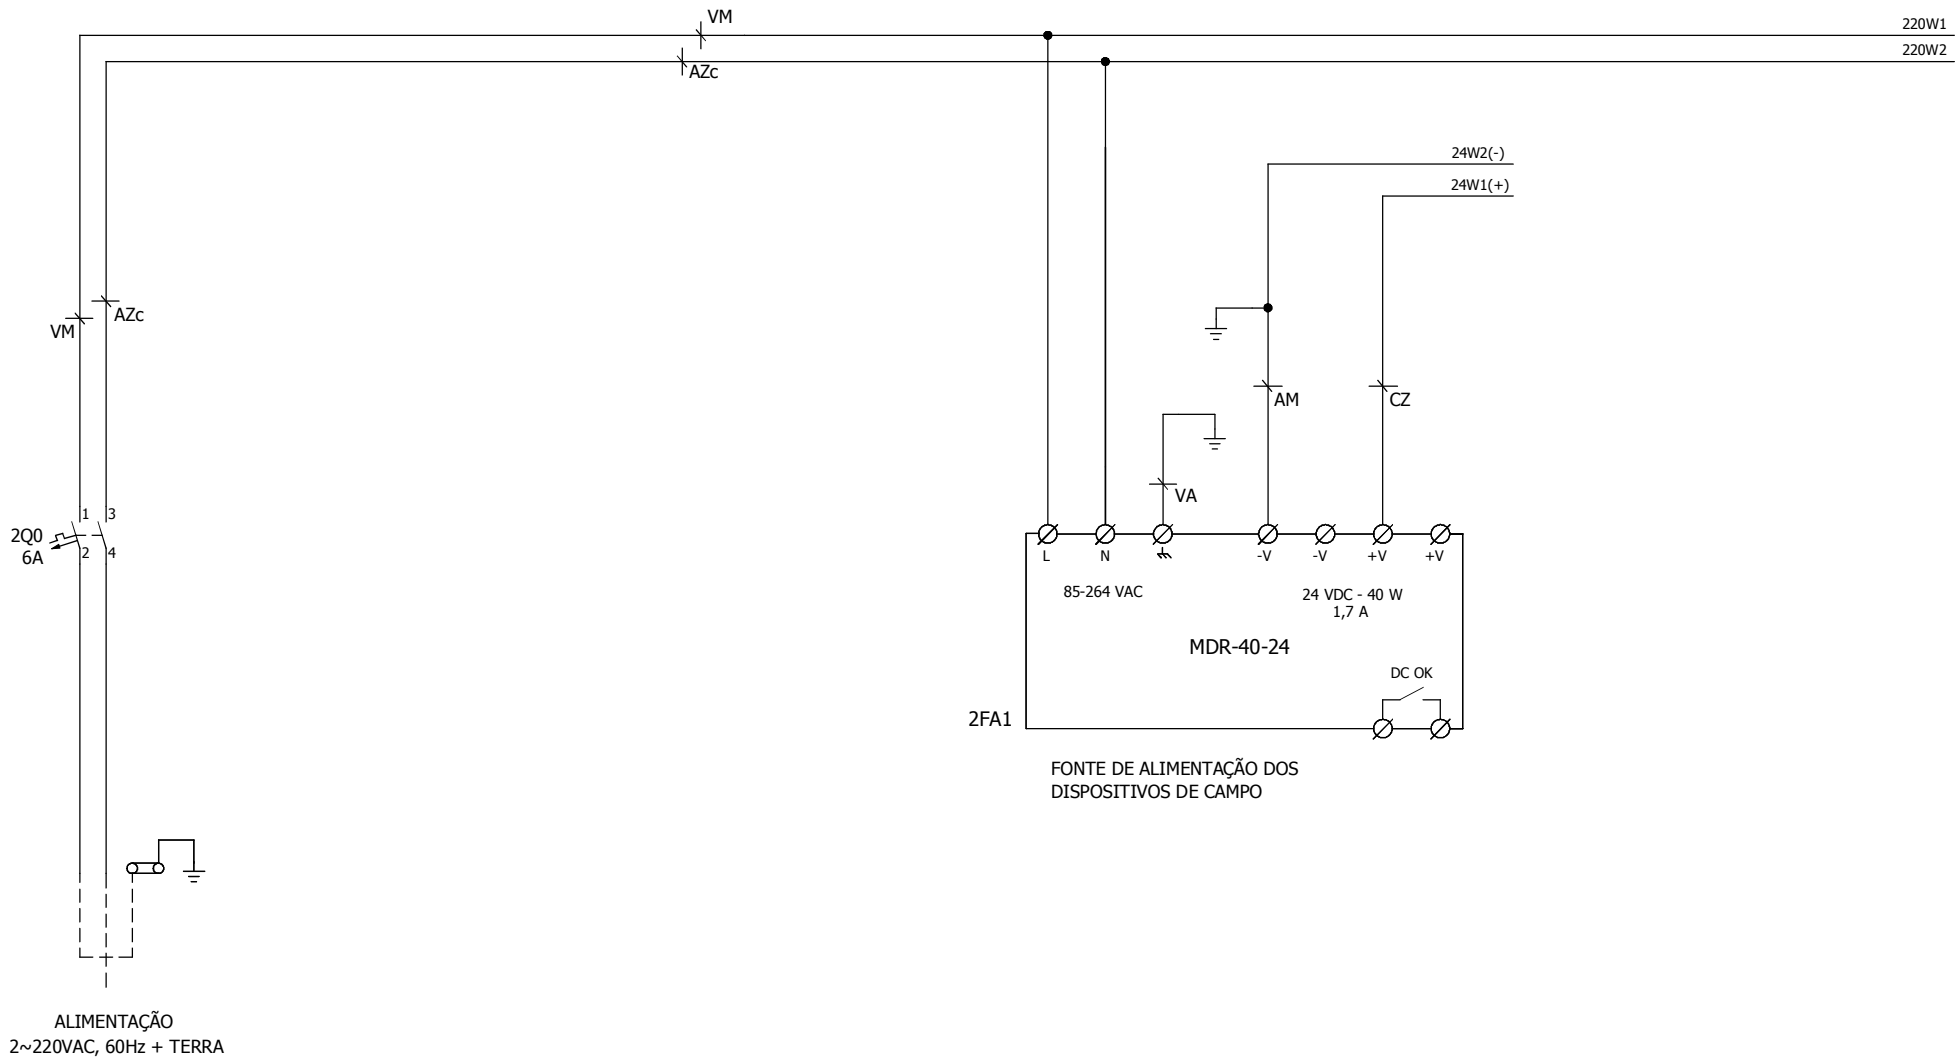 VM
220W1
220W2
AZc
24W2(-)
24W1(+)
AZc
VM
AM
CZ
VA
1
3
2Q0
6A
2
4
L
N
-V
-V
+V
+V
85-264 VAC
24 VDC - 40 W
1,7 A
MDR-40-24
DC OK
2FA1
FONTE DE ALIMENTAÇÃO DOS
DISPOSITIVOS DE CAMPO
ALIMENTAÇÃO
2~220VAC, 60Hz + TERRA